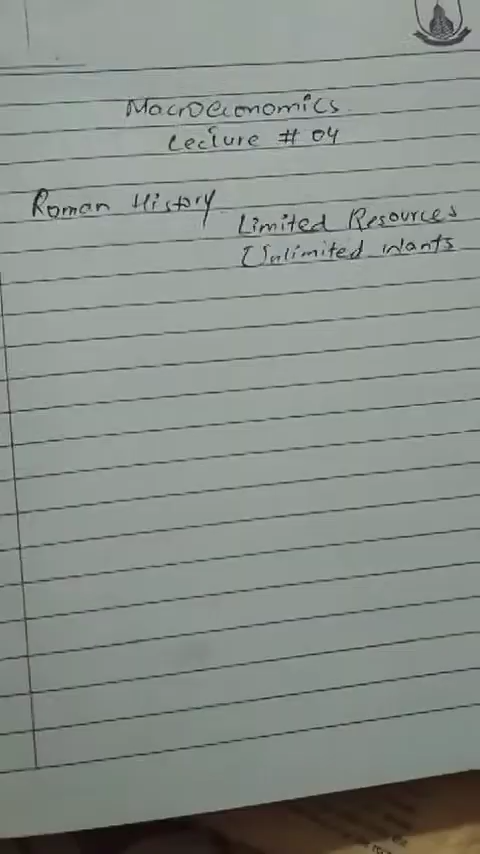 Macroeconomics
Lecture # 04
Roman History
Limited Resources
Unlimited wants